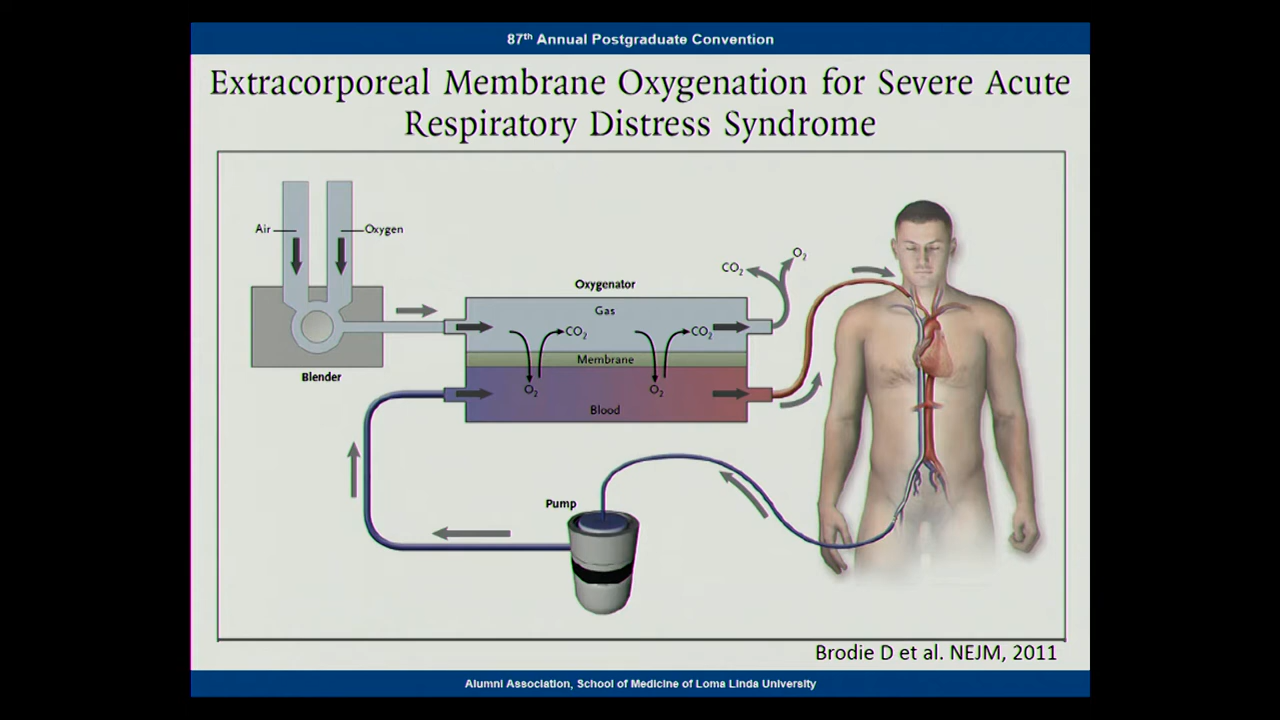 87th Annual Postgraduate Convention
Extracorporeal Membrane Oxygenation for Severe Acute
Respiratory Distress Syndrome
Air
Oxygen
Blender
Oxygenator
Gas
CO2
CO2
Membrane
O2
O2
Blood
CO2
O2
Pump
Brodie D et al. NEJM, 2011
Alumni Association, School of Medicine of Loma Linda University